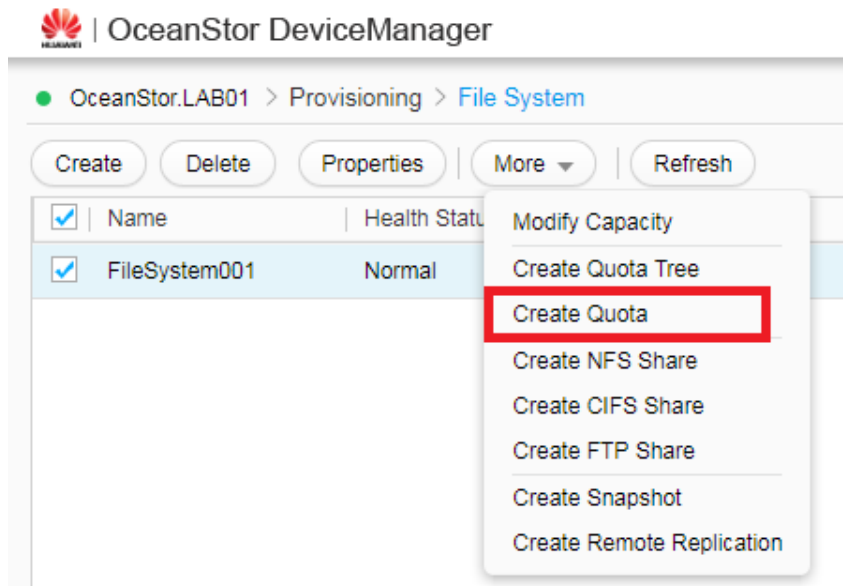 HUAWEI | OceanStor DeviceManager
OceanStor.LAB01 > Provisioning > File System
Create Delete Properties More Refresh
Name Health Statu
FileSystem001 Normal
Modify Capacity
Create Quota Tree
Create Quota
Create NFS Share
Create CIFS Share
Create FTP Share
Create Snapshot
Create Remote Replication